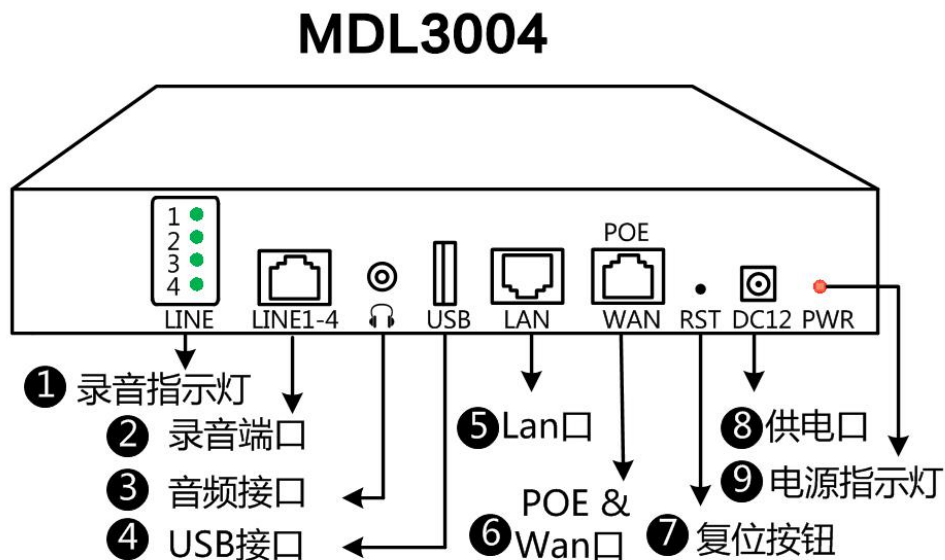 MDL3004
1
2
3
4
POE
LINE LINE1-4 USB LAN WAN RST DC12 PWR
❶ 录音指示灯
❷ 录音端口
❸ 音频接口
❹ USB接口
❺ Lan口
❻ POE &
Wan口
❼ 复位按钮
❽ 供电口
❾ 电源指示灯